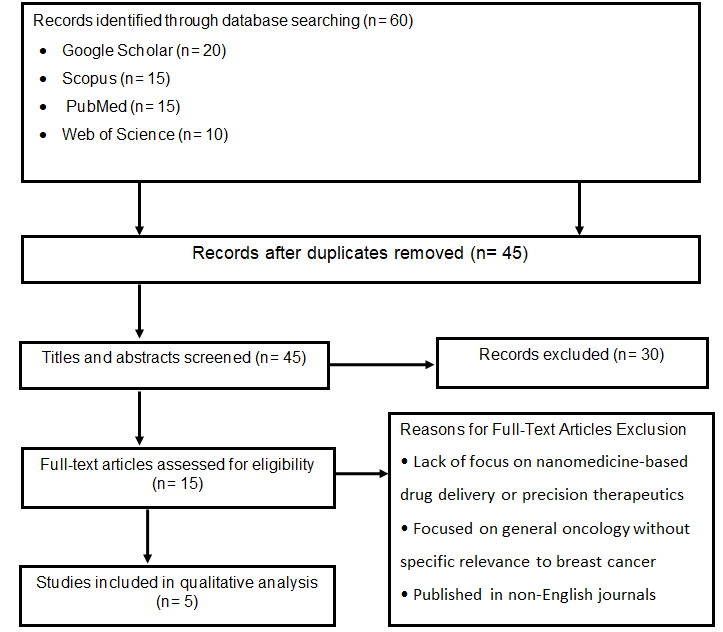 Records identified through database searching (n= 60)
• Google Scholar (n= 20)
• Scopus (n= 15)
• PubMed (n= 15)
• Web of Science (n= 10)
Records after duplicates removed (n= 45)
Titles and abstracts screened (n= 45)
Records excluded (n= 30)
Full-text articles assessed for eligibility
(n= 15)
Reasons for Full-Text Articles Exclusion
• Lack of focus on nanomedicine-based
drug delivery or precision therapeutics
• Focused on general oncology without
specific relevance to breast cancer
• Published in non-English journals
Studies included in qualitative analysis
(n= 5)